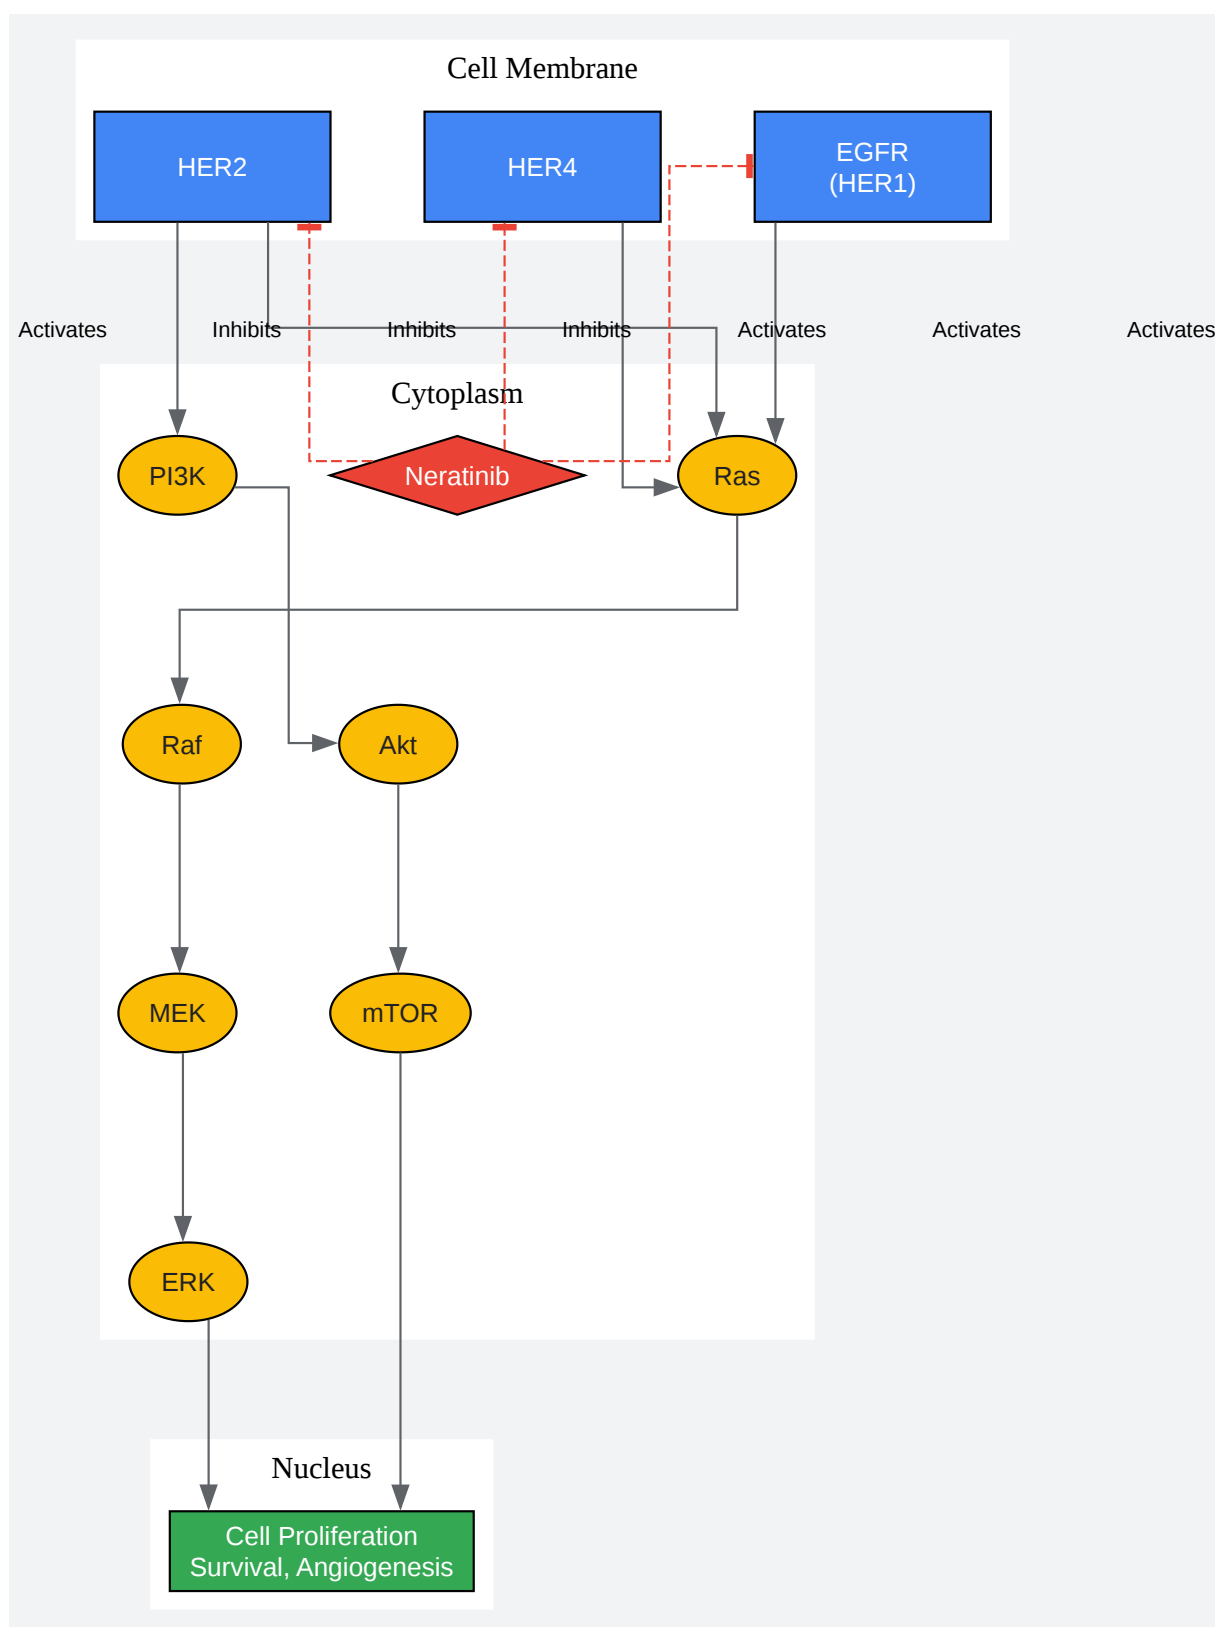 Cell Membrane
HER2
HER4
EGFR
(HER1)
Activates
Inhibits
Inhibits
Inhibits
Activates
Activates
Activates
Cytoplasm
PI3K
Neratinib
Ras
Raf
Akt
MEK
mTOR
ERK
Nucleus
Cell Proliferation
Survival, Angiogenesis